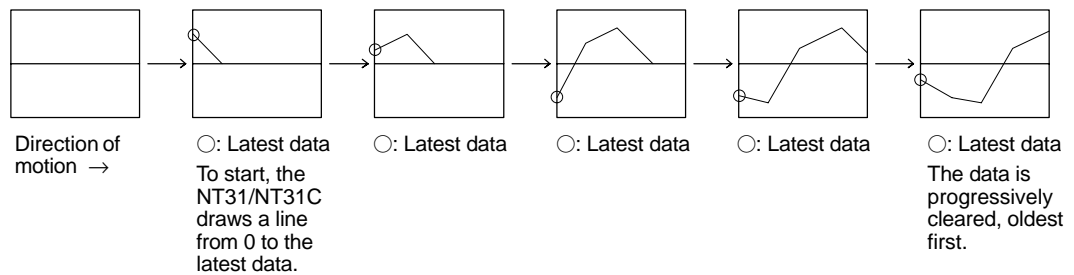 Direction of
motion →
○: Latest data
To start, the
NT31/NT31C
draws a line
from 0 to the
latest data.
○: Latest data
○: Latest data
○: Latest data
○: Latest data
The data is
progressively
cleared, oldest
first.